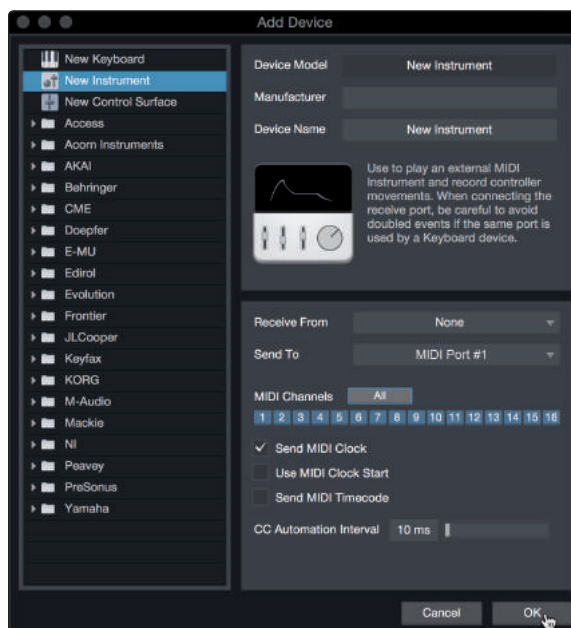 Add Device
New Keyboard
New Instrument
New Control Surface
Access
Acorn Instruments
AKAI
Behringer
CME
Doepfer
E-MU
Edirol
Evolution
Frontier
JLCooper
Keyfax
KORG
M-Audio
Mackie
NI
Peavey
PreSonus
Yamaha
Device Model New Instrument
Manufacturer
Device Name New Instrument
Use to play an external MIDI
Instrument and record controller
movements. When connecting the
receive port, be careful to avoid
doubled events if the same port is
used by a Keyboard device.
Receive From None
Send To MIDI Port #1
MIDI Channels All
1 2 3 4 5 6 7 8 9 10 11 12 13 14 15 16
Send MIDI Clock
Use MIDI Clock Start
Send MIDI Timecode
CC Automation Interval 10 ms
Cancel OK